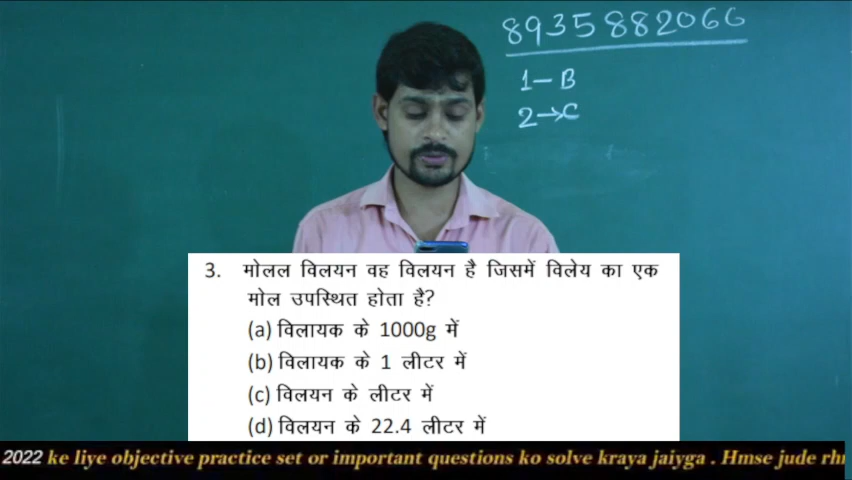 8935882066
1-B
2→C
3. मोलल विलयन वह विलयन है जिसमें विलेय का एक
मोल उपस्थित होता है?
(a) विलायक के 1000g में
(b) विलायक के 1 लीटर में
(c) विलयन के लीटर में
(d) विलयन के 22.4 लीटर में
2022 ke liye objective practice set or important questions ko solve kraya jaiyga . Hmse jude